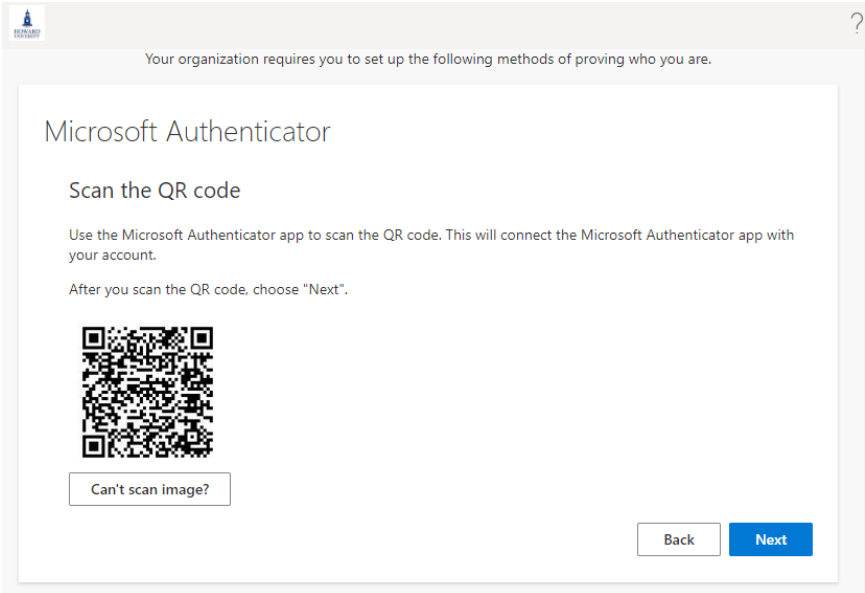 HOWARD
UNIVERSITY
?
Your organization requires you to set up the following methods of proving who you are.
Microsoft Authenticator
Scan the QR code
Use the Microsoft Authenticator app to scan the QR code. This will connect the Microsoft Authenticator app with
your account.
After you scan the QR code, choose "Next".
Can't scan image?
Back
Next